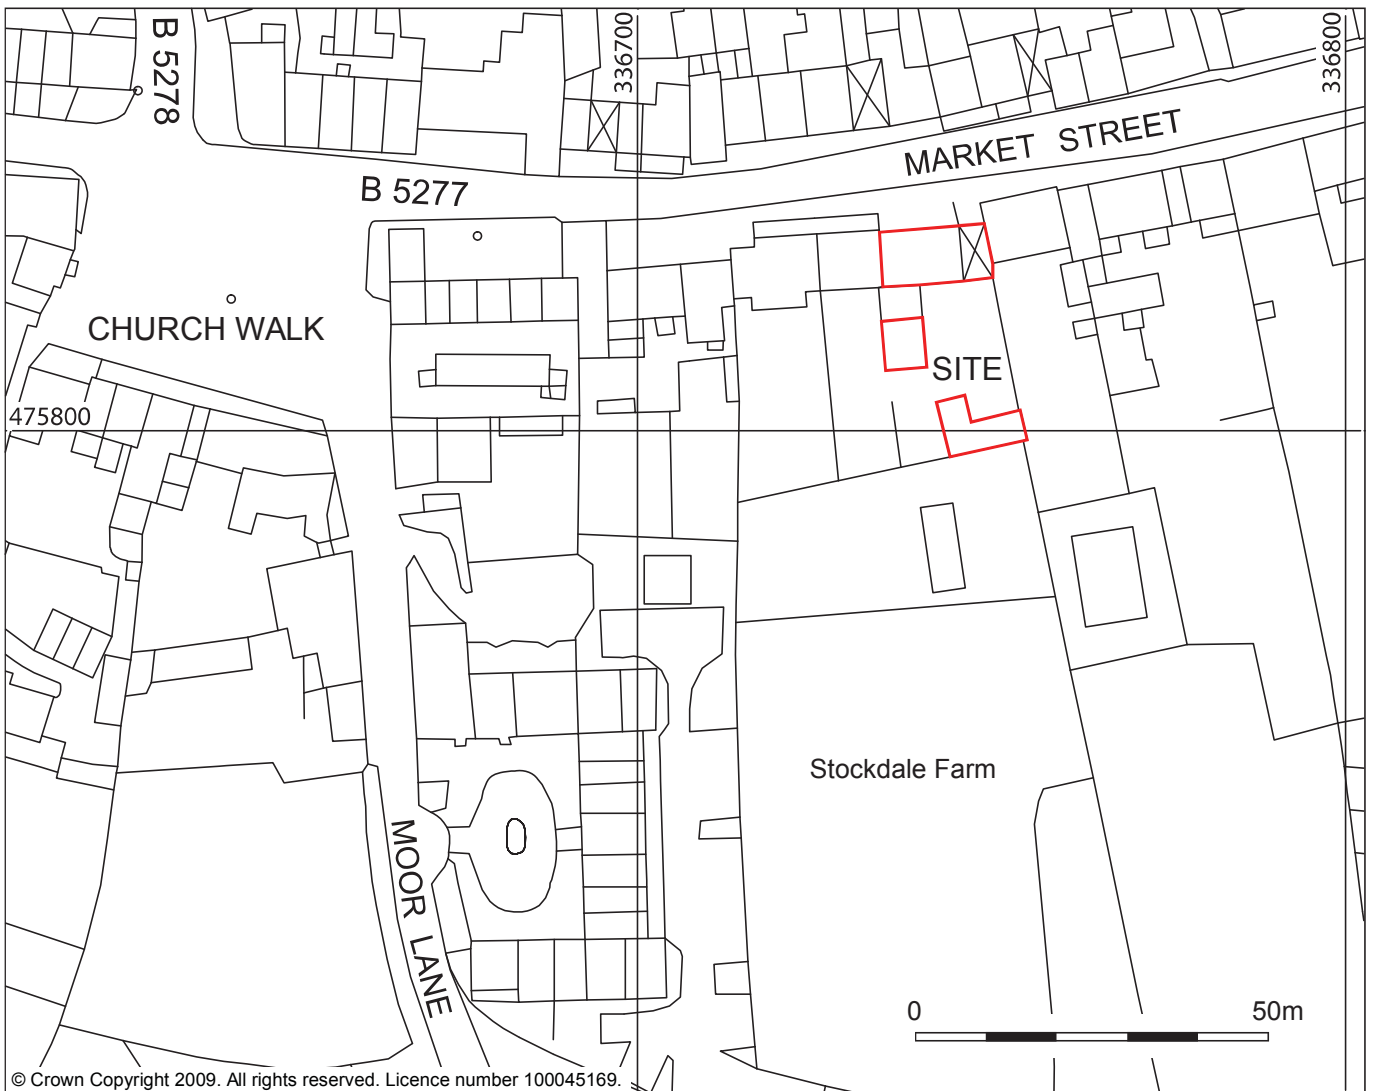 B 5278
336700
336800
MARKET STREET
B 5277
CHURCH WALK
SITE
475800
Stockdale Farm
MOOR LANE
0 50m
© Crown Copyright 2009. All rights reserved. Licence number 100045169.